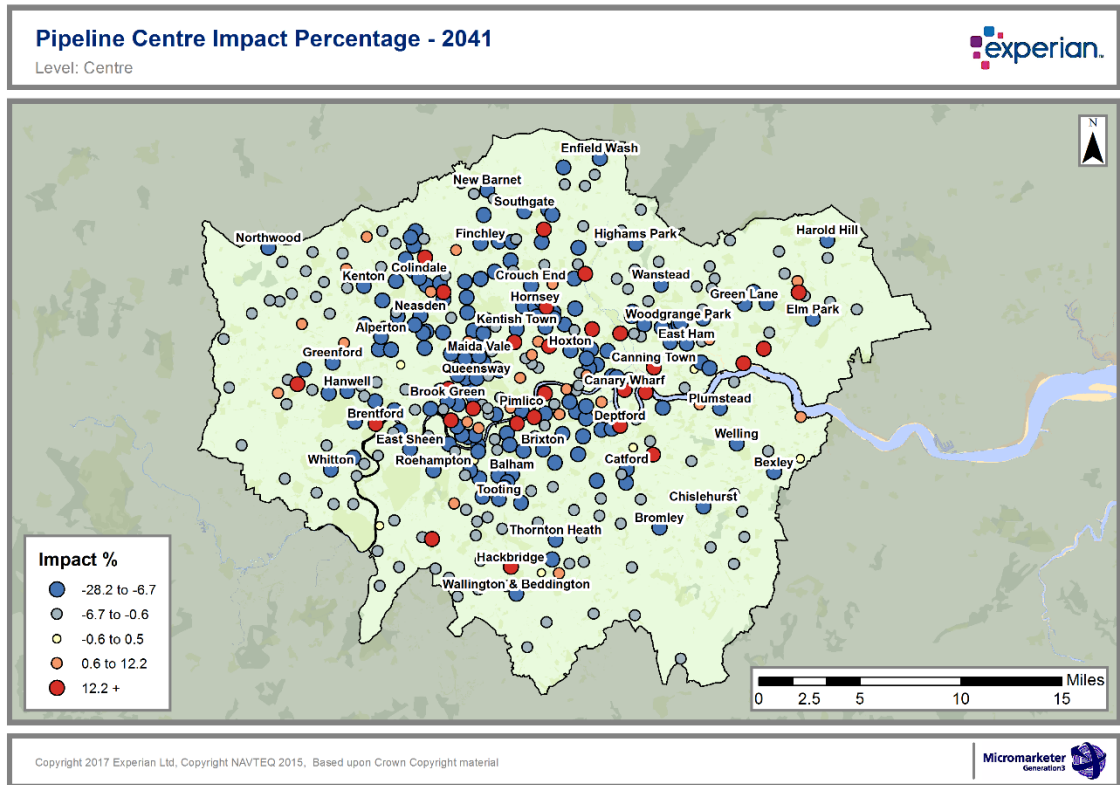 Pipeline Centre Impact Percentage - 2041
Level: Centre
experian™
N
Enfield Wash
New Barnet
Southgate
Northwood
Finchley
Highams Park
Harold Hill
Colindale
Kenton
Crouch End
Wanstead
Neasden
Hornsey
Green Lane
Elm Park
Alperton
Kentish Town
Woodgrange Park
East Ham
Greenford
Maida Vale
Hoxton
Canning Town
Queensway
Hanwell
Brook Green
Canary Wharf
Pimlico
Plumstead
Brentford
Deptford
East Sheen
Brixton
Welling
Whitton
Roehampton
Balham
Catford
Bexley
Tooting
Chislehurst
Bromley
Thornton Heath
Hackbridge
Wallington & Beddington
Impact %
-28.2 to -6.7
-6.7 to -0.6
-0.6 to 0.5
0.6 to 12.2
12.2 +
Miles
0 2.5 5 10 15
Copyright 2017 Experian Ltd, Copyright NAVTEQ 2015, Based upon Crown Copyright material
Micromarketer
Generation3